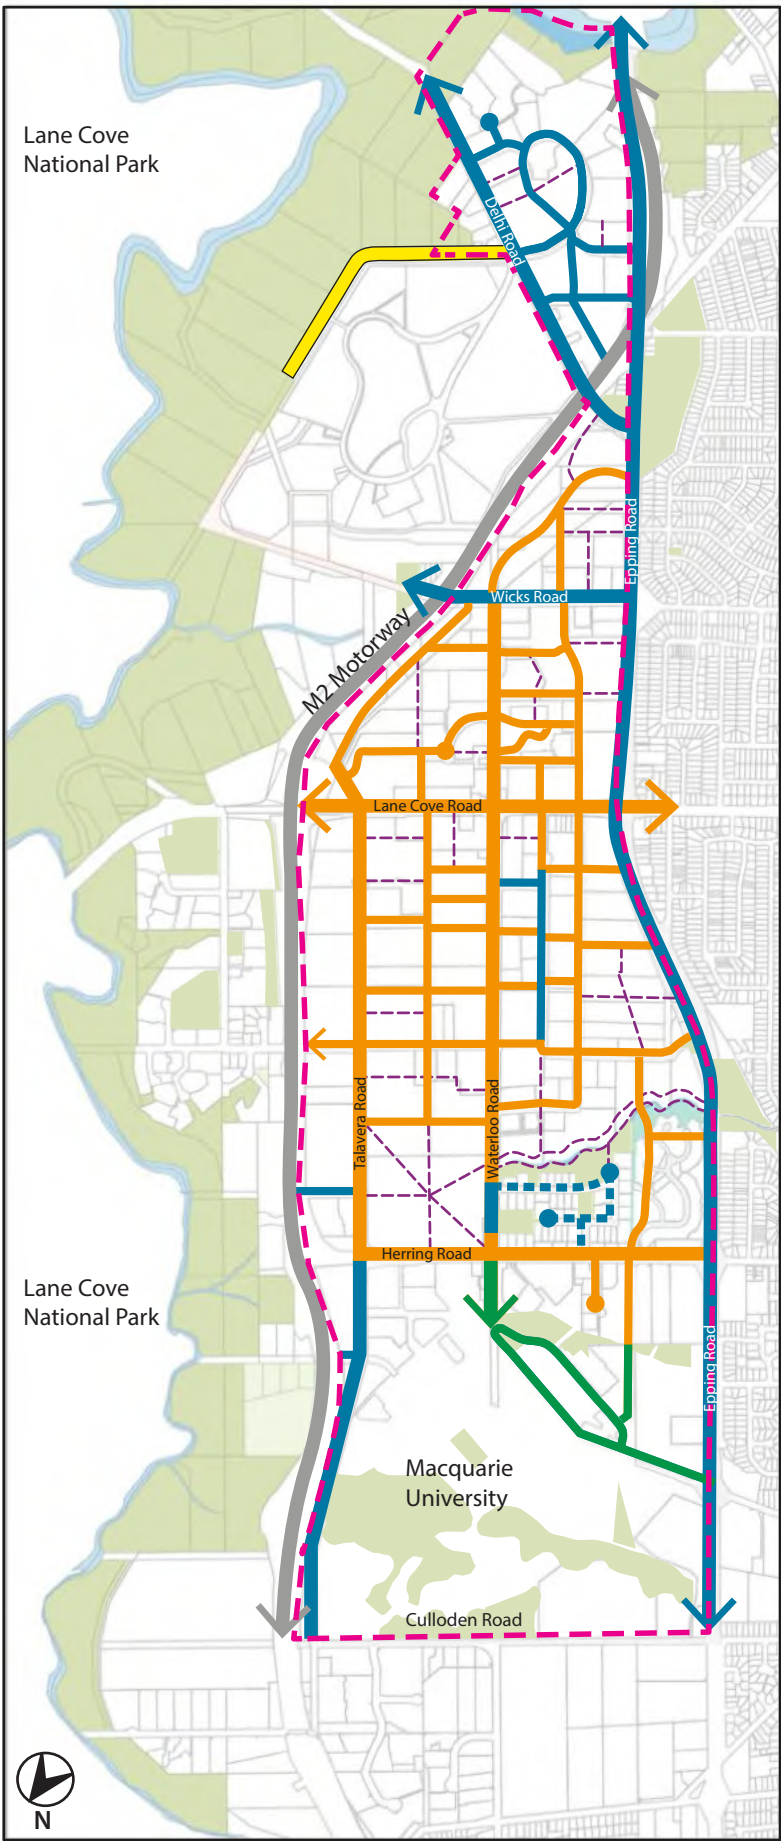 Lane Cove
National Park
Delhi Road
Epping Road
Wicks Road
M2 Motorway
Lane Cove Road
Talavera Road
Waterloo Road
Herring Road
Lane Cove
National Park
Epping Road
Macquarie
University
Culloden Road
N